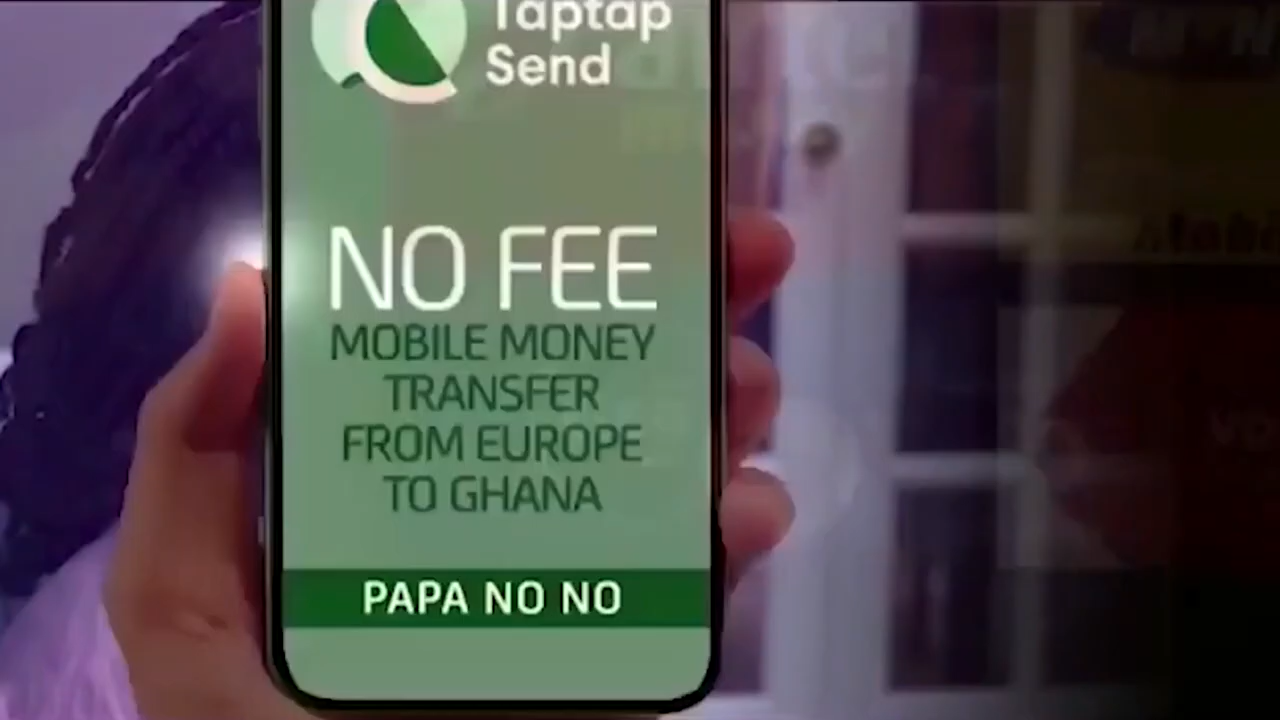 Taptap
Send
NO FEE
MOBILE MONEY
TRANSFER
FROM EUROPE
TO GHANA
PAPA NO NO